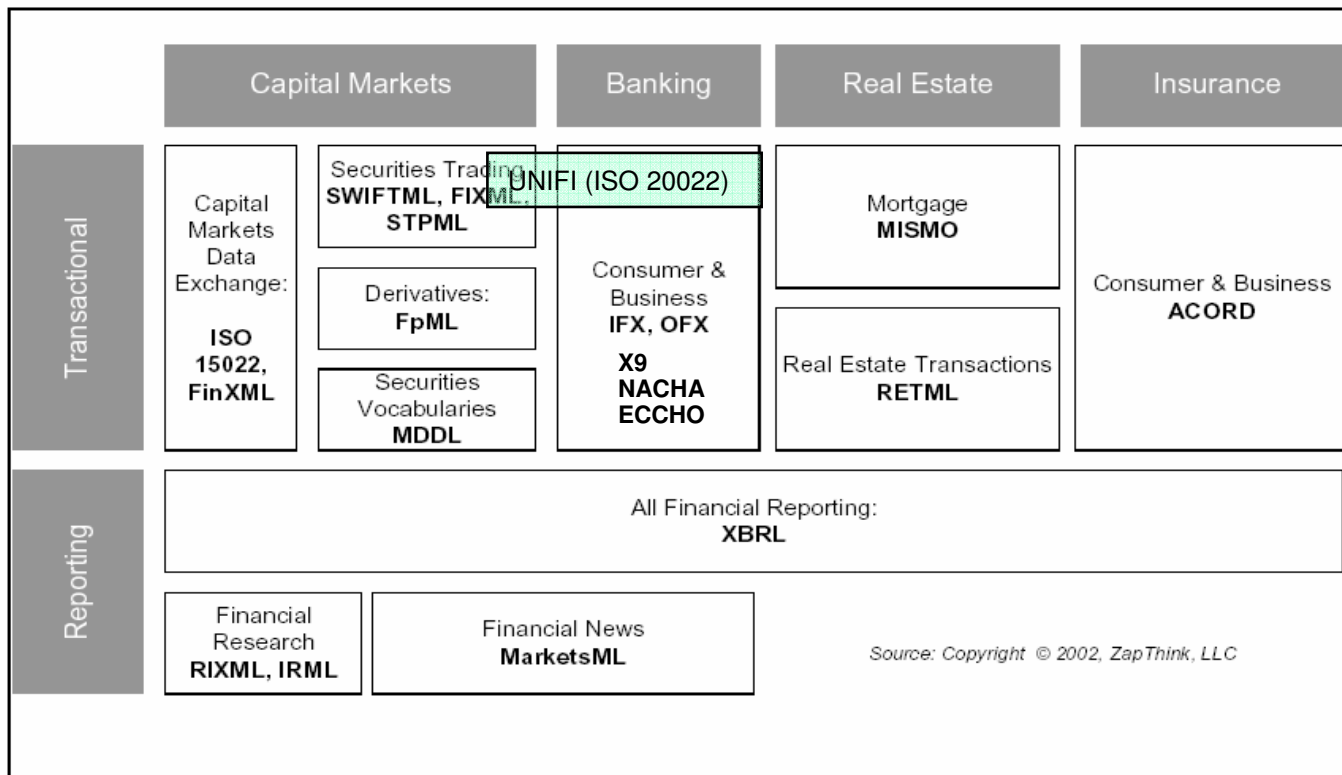 Capital Markets
Banking
Real Estate
Insurance
Transactional
Capital
Markets
Data
Exchange:
ISO
15022,
FinXML
Securities Trading
SWIFTML, FIXML,
STPML
UNIFI (ISO 20022)
Derivatives:
FpML
Securities
Vocabularies
MDDL
Consumer &
Business
IFX, OFX
X9
NACHA
ECCHO
Mortgage
MISMO
Real Estate Transactions
RETML
Consumer & Business
ACORD
Reporting
All Financial Reporting:
XBRL
Financial
Research
RIXML, IRML
Financial News
MarketsML
Source: Copyright © 2002, ZapThink, LLC